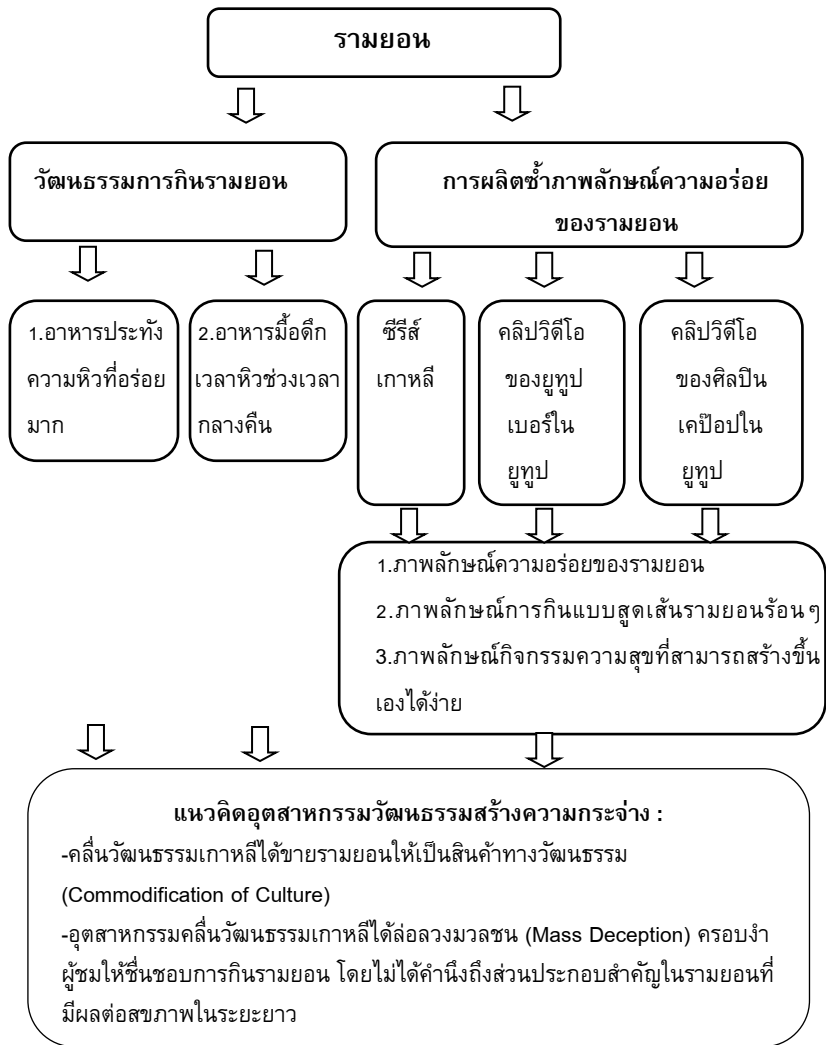 รามยอน
วัฒนธรรมการกินรามยอน
การผลิตซ้ำภาพลักษณ์ความอร่อย
ของรามยอน
1.อาหารประทัง
ความหิวที่อร่อย
มาก
2.อาหารมื้อดึก
เวลาหิวช่วงเวลา
กลางคืน
ซีรีส์
เกาหลี
คลิปวิดีโอ
ของยูทูป
เบอร์ใน
ยูทูป
คลิปวิดีโอ
ของศิลปิน
เคป๊อปใน
ยูทูป
1.ภาพลักษณ์ความอร่อยของรามยอน
2.ภาพลักษณ์การกินแบบสูดเส้นรามยอนร้อนๆ
3.ภาพลักษณ์กิจกรรมความสุขที่สามารถสร้างขึ้น
เองได้ง่าย
แนวคิดอุตสาหกรรมวัฒนธรรมสร้างความกระจ่าง :
-คลื่นวัฒนธรรมเกาหลีได้ขายรามยอนให้เป็นสินค้าทางวัฒนธรรม
(Commodification of Culture)
-อุตสาหกรรมคลื่นวัฒนธรรมเกาหลีได้ล่อลวงมวลชน (Mass Deception) ครอบงำ
ผู้ชมให้ชื่นชอบการกินรามยอน โดยไม่ได้คำนึงถึงส่วนประกอบสำคัญในรามยอนที่
มีผลต่อสขภาพในระยะยาว